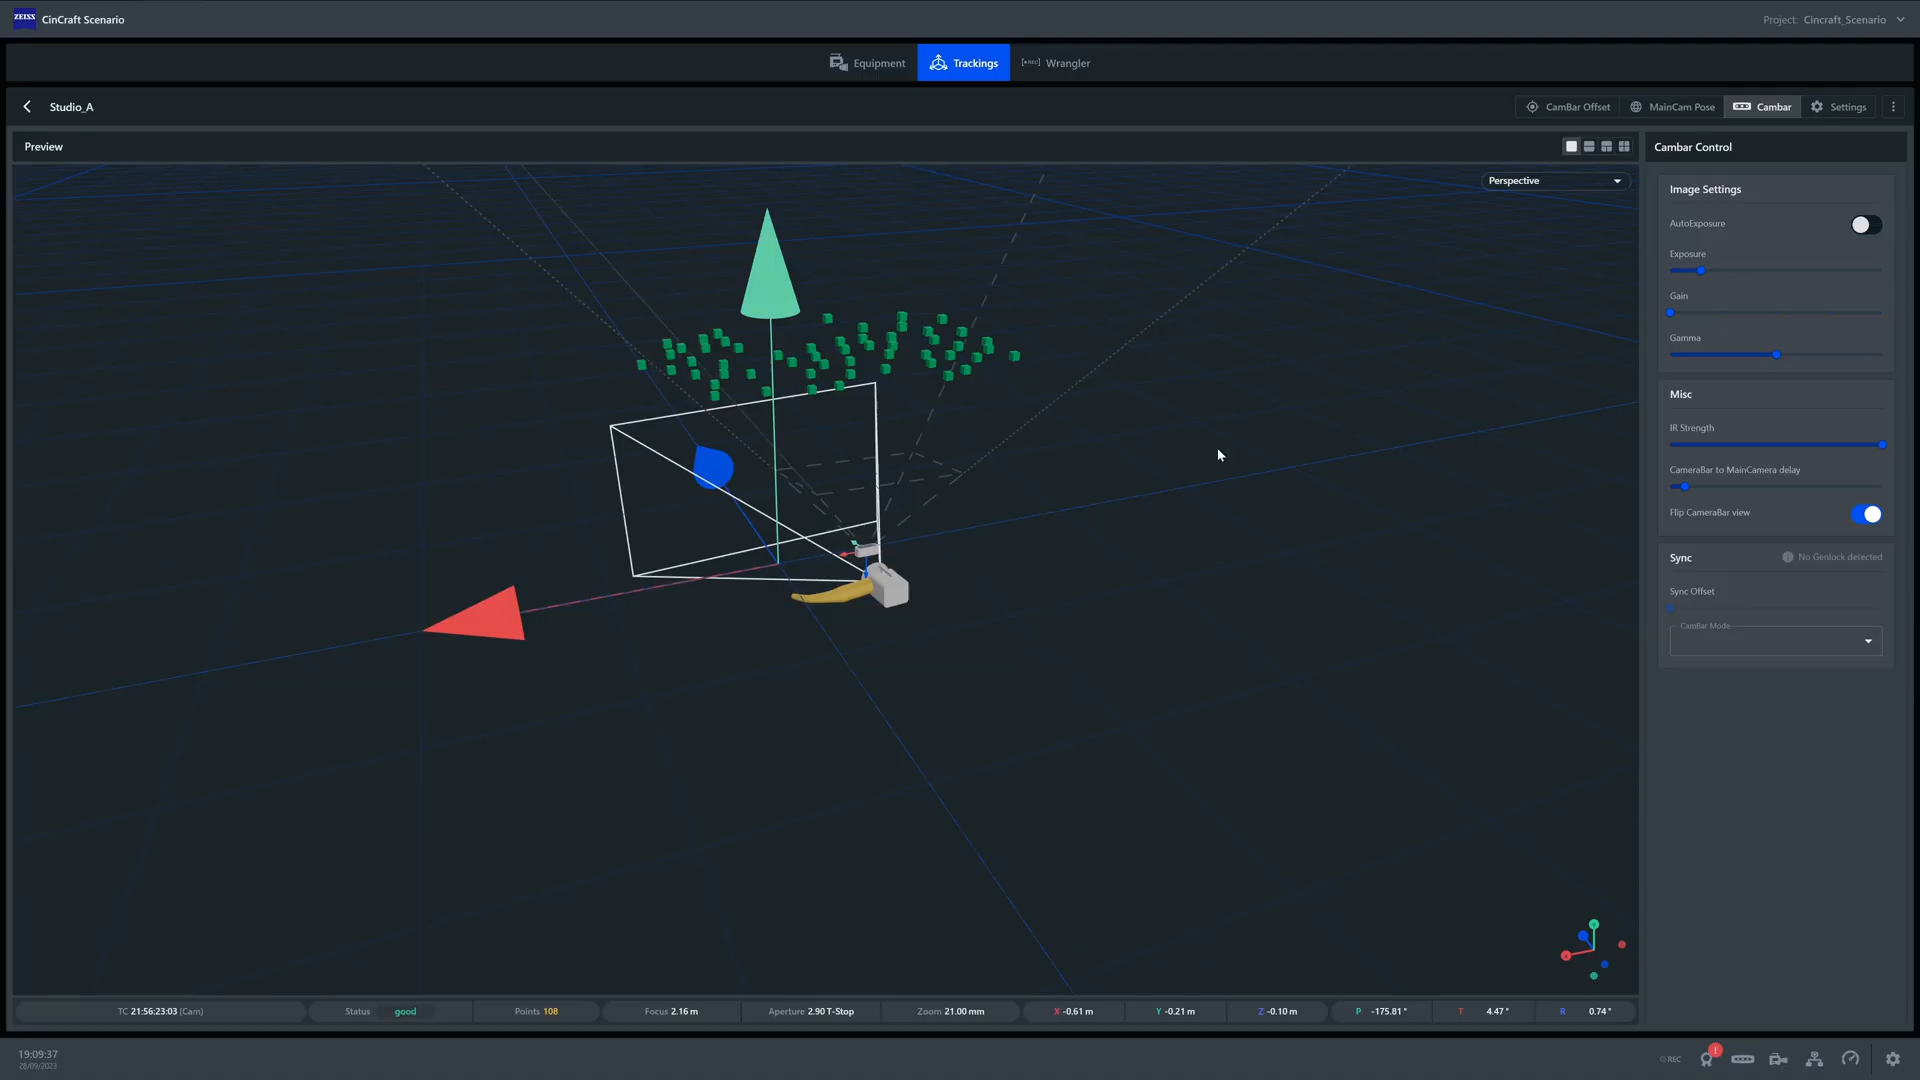 ZEISS CinCraft Scenario
Project: Cincraft_Scenario
Equipment
Trackings
[•REC] Wrangler
Studio_A
CamBar Offset
MainCam Pose
Cambar
Settings
Preview
Cambar Control
Perspective
Image Settings
AutoExposure
Exposure
Gain
Gamma
Misc
IR Strength
CameraBar to MainCamera delay
Flip CameraBar view
Sync
No Genlock detected
Sync Offset
CamBar Mode
TC 21:56:23:03 (Cam)
Status good
Points 108
Focus 2.16 m
Aperture 2.90 T-Stop
Zoom 21.00 mm
X -0.61 m
Y -0.21 m
Z -0.10 m
P -175.81°
T 4.47°
R 0.74°
19:09:37
28/09/2023
REC
!